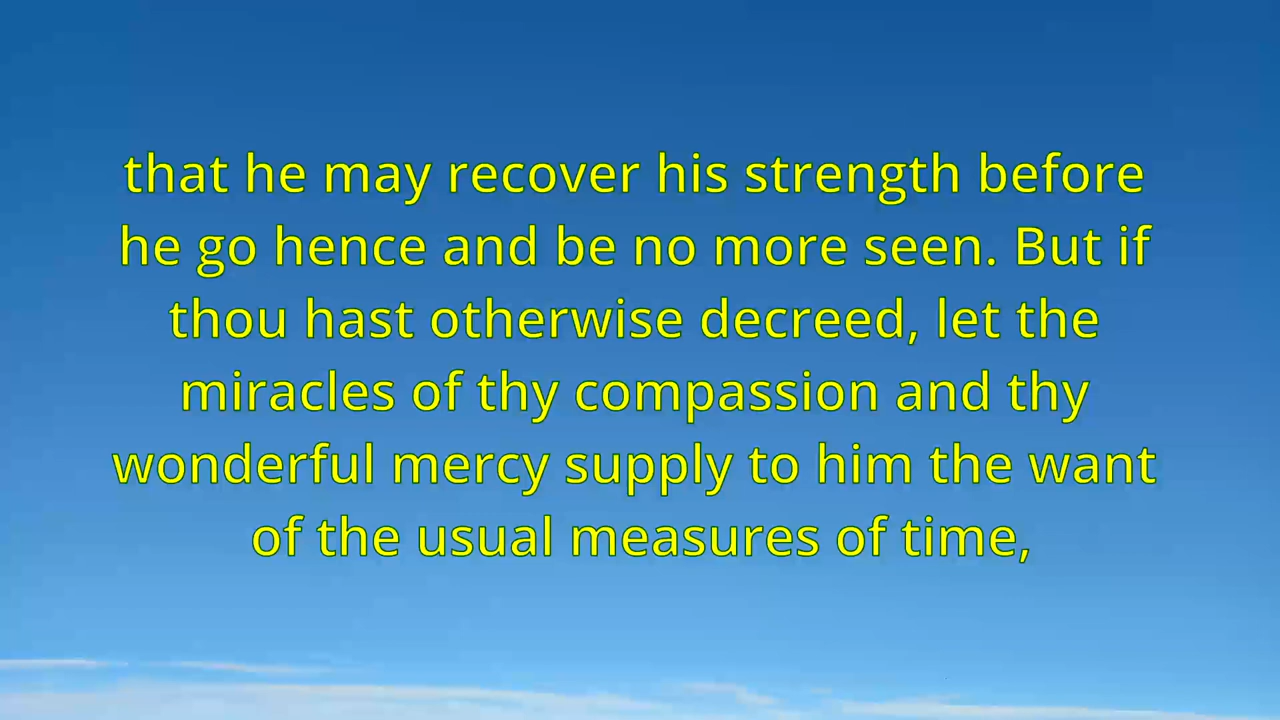 that he may recover his strength before
he go hence and be no more seen. But if
thou hast otherwise decreed, let the
miracles of thy compassion and thy
wonderful mercy supply to him the want
of the usual measures of time,